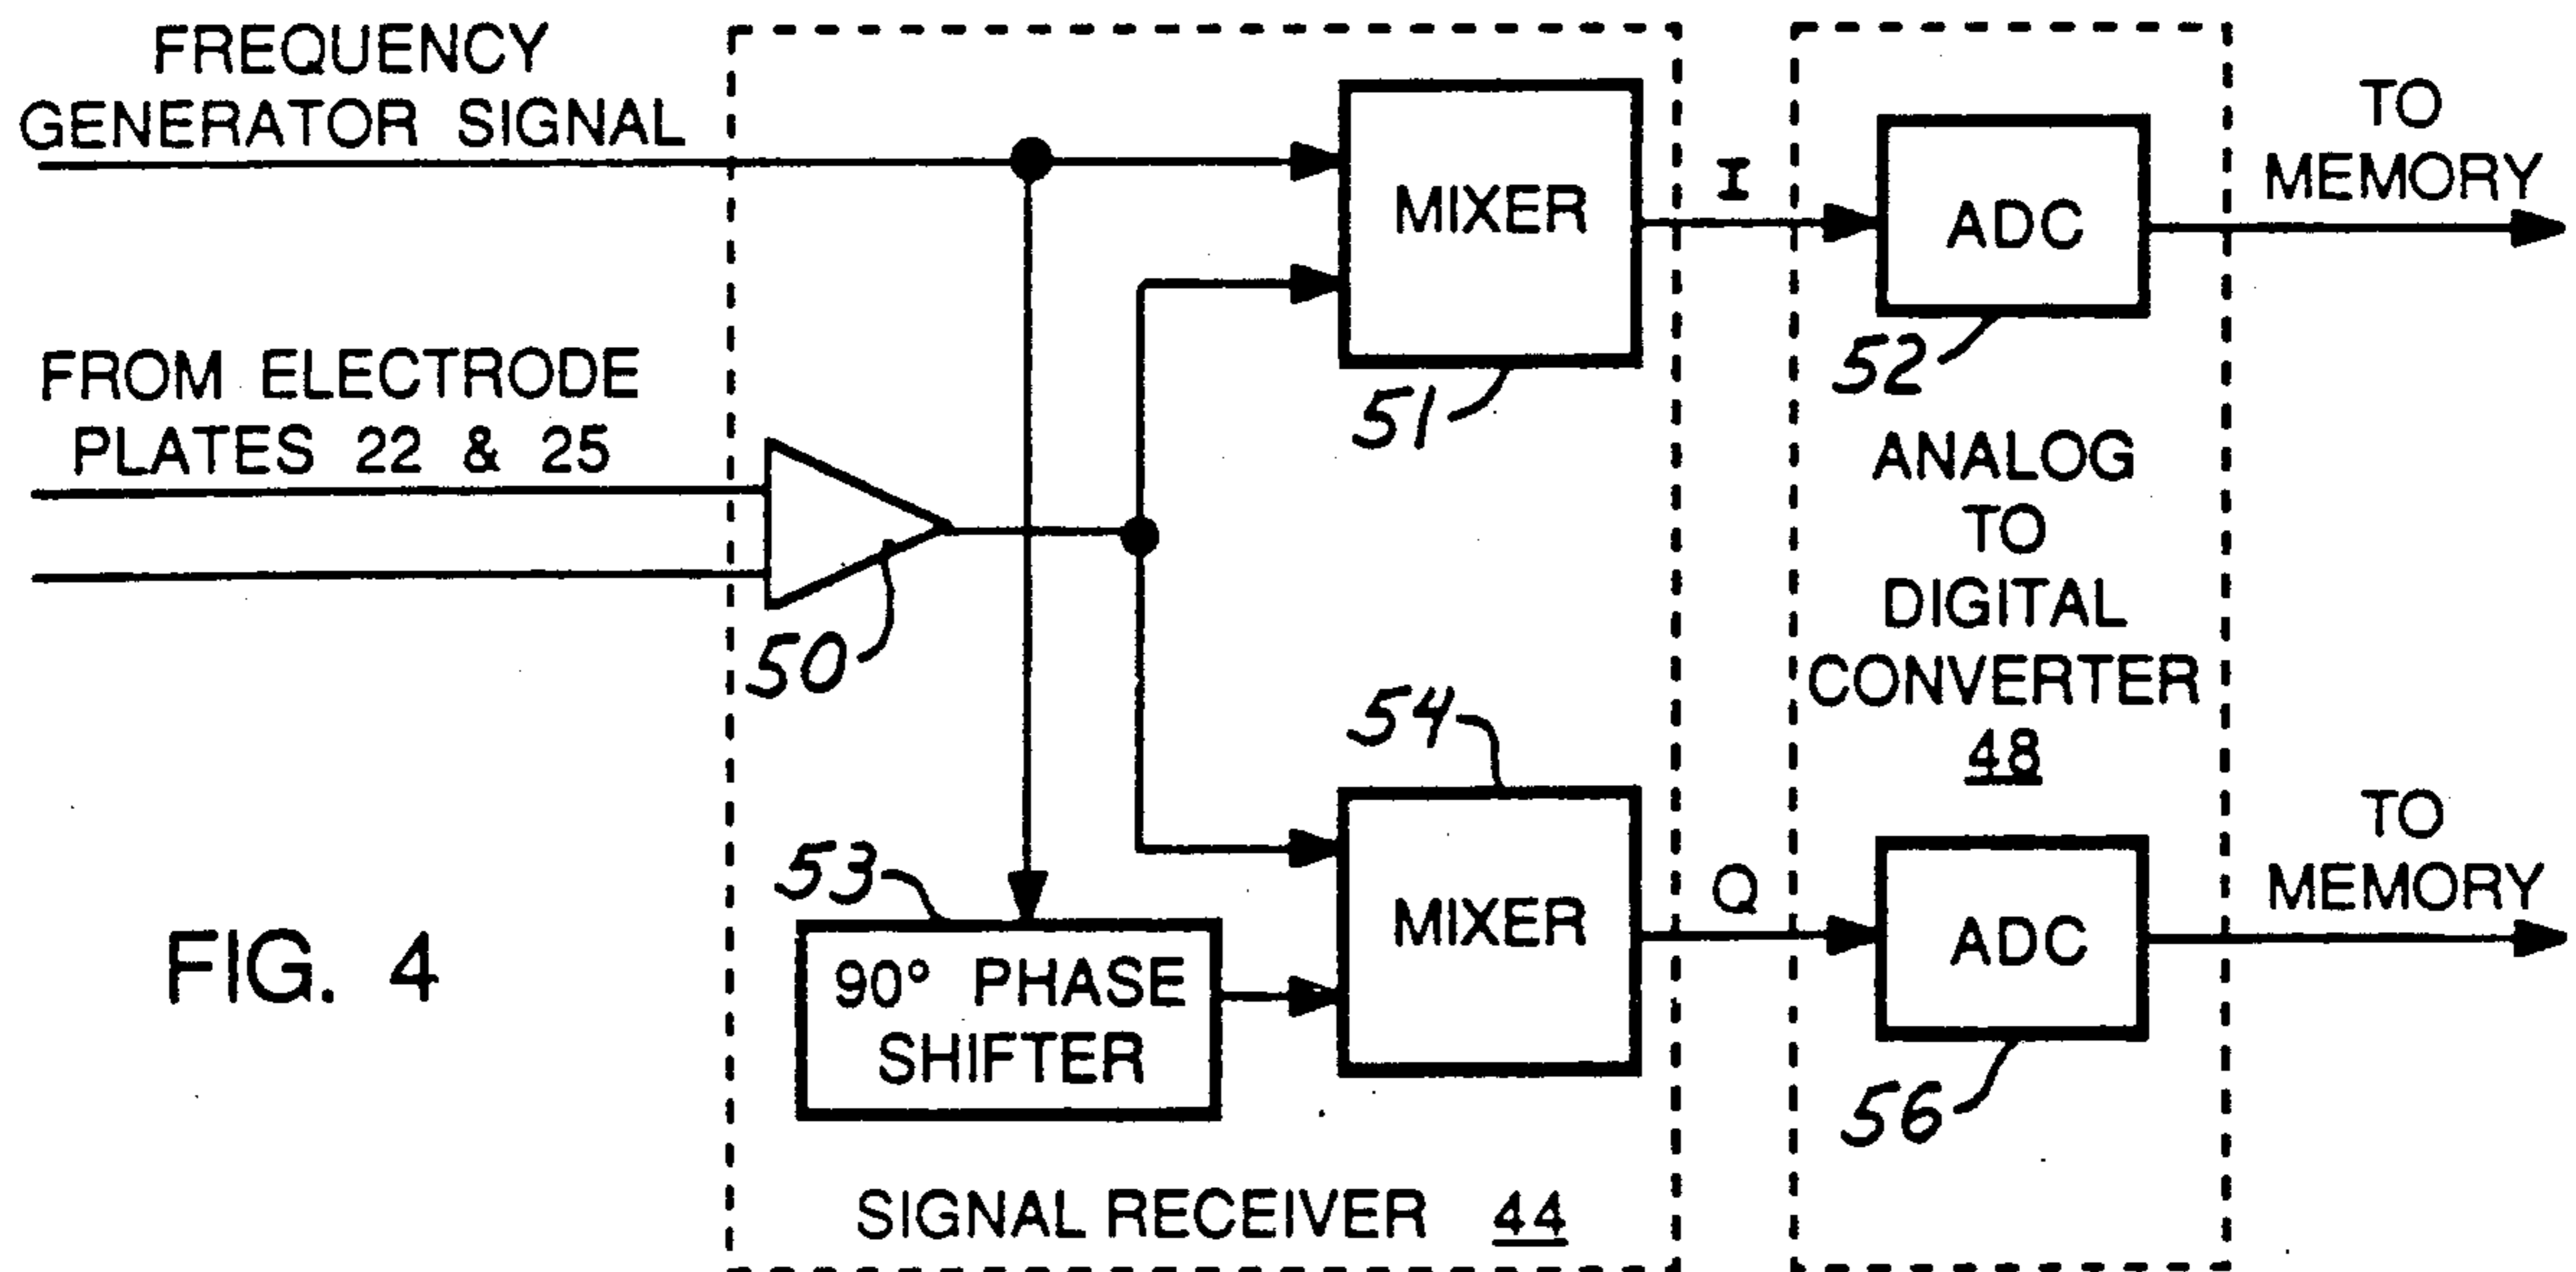 FREQUENCY
GENERATOR SIGNAL
FROM ELECTRODE
PLATES 22 & 25
50
MIXER
51
I
ADC
52
TO
MEMORY
ANALOG
TO
DIGITAL
CONVERTER
48
54
MIXER
53
90° PHASE
SHIFTER
Q
ADC
56
TO
MEMORY
SIGNAL RECEIVER 44
FIG. 4